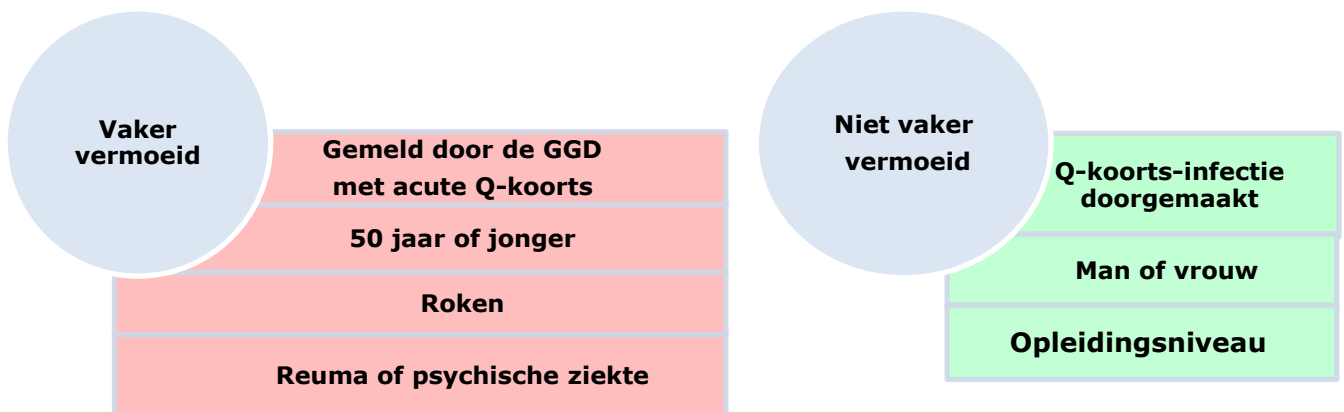 Vaker
vermoeid
Gemeld door de GGD
met acute Q-koorts
50 jaar of jonger
Roken
Reuma of psychische ziekte
Niet vaker
vermoeid
Q-koorts-infectie
doorgemaakt
Man of vrouw
Opleidingsniveau